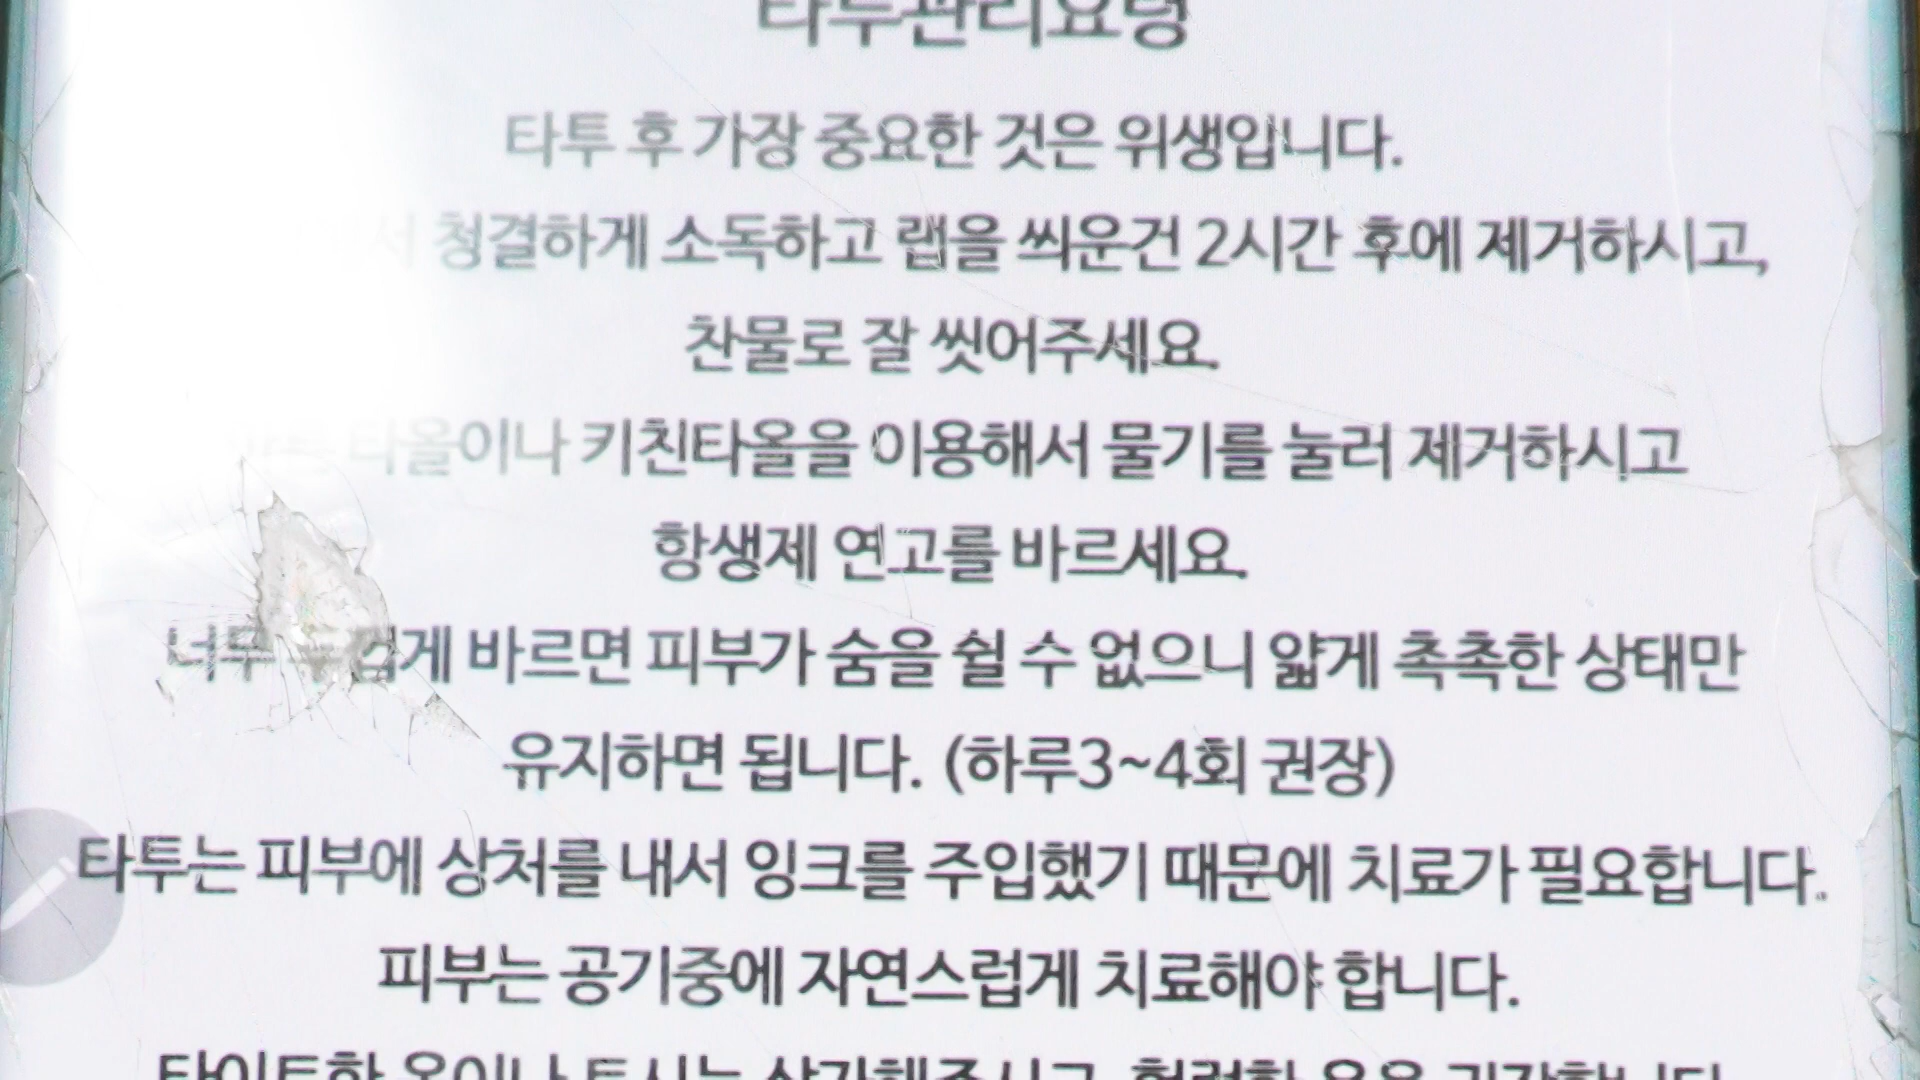 타투관리요령
타투 후 가장 중요한 것은 위생입니다.
청결하게 소독하고 랩을 씌운건 2시간 후에 제거하시고,
찬물로 잘 씻어주세요.
타올이나 키친타올을 이용해서 물기를 눌러 제거하시고
항생제 연고를 바르세요.
너무 바르면 피부가 숨을 쉴 수 없으니 얇게 촉촉한 상태만
유지하면 됩니다. (하루3~4회 권장)
타투는 피부에 상처를 내서 잉크를 주입했기 때문에 치료가 필요합니다.
피부는 공기중에 자연스럽게 치료해야 합니다.